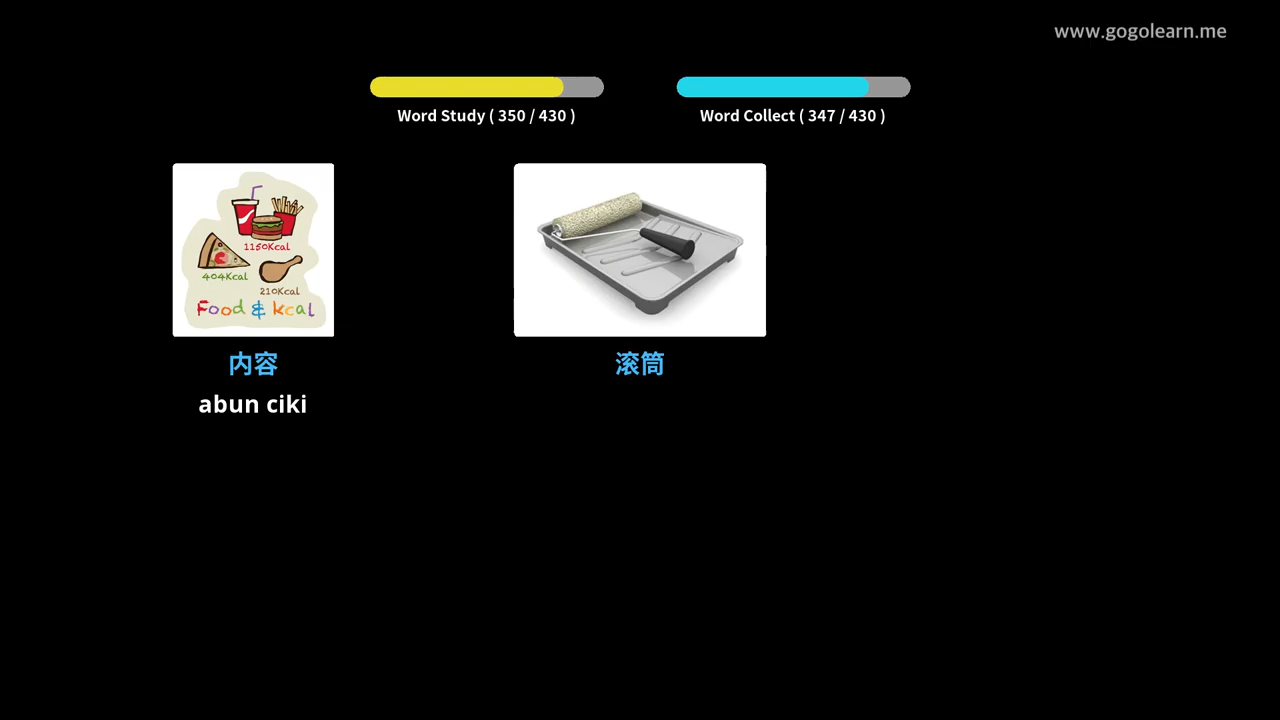 www.gogolearn.me
Word Study ( 350 / 430 )
Word Collect ( 347 / 430 )
1150Kcal
404Kcal
210Kcal
Food & kcal
内容
滚筒
abun ciki